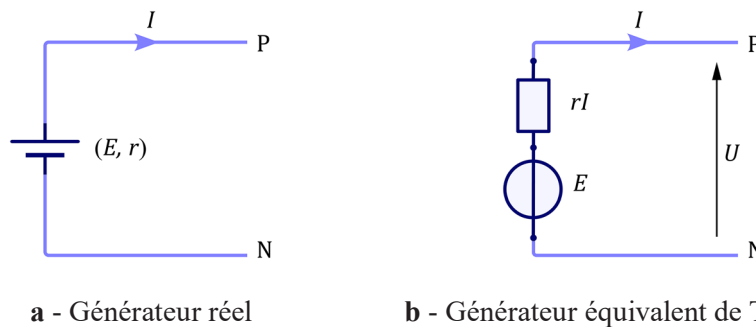 I
P
(E, r)
N
a - Générateur réel
I
P
rI
U
E
N
b - Générateur équivalent de